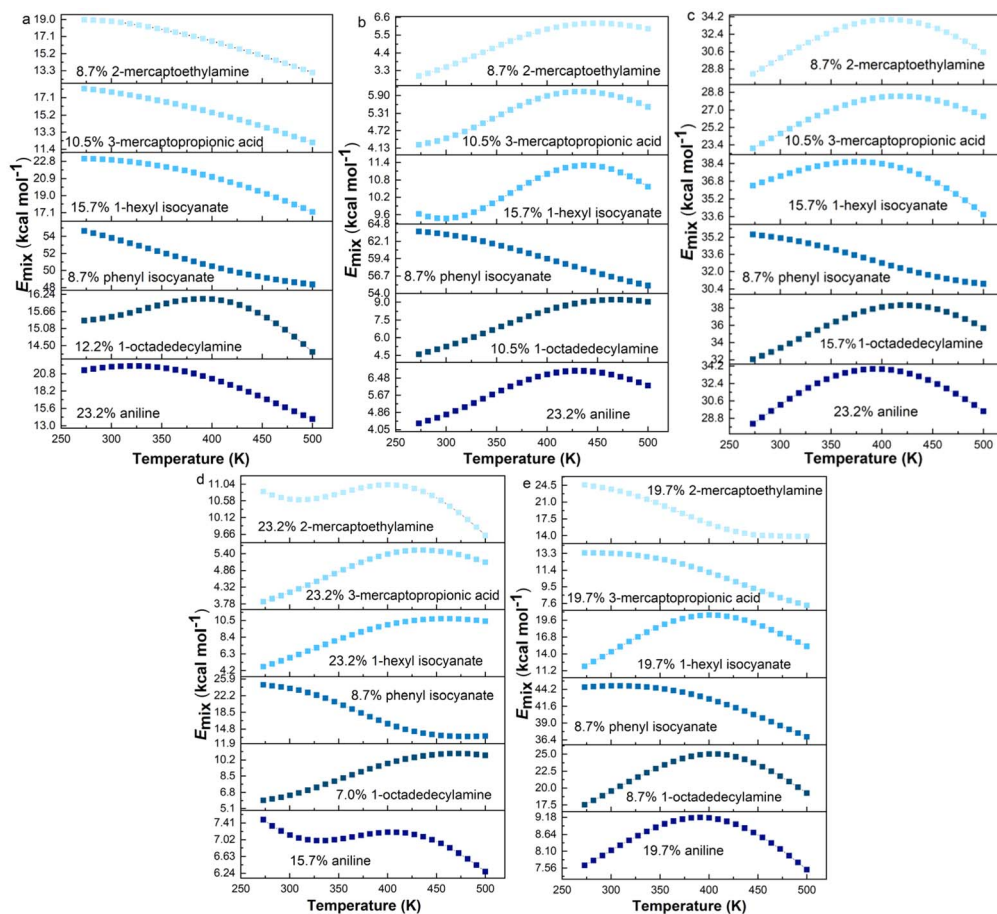 a
19.0
17.1
15.2
13.3
8.7% 2-mercaptoethylamine
17.1
15.2
13.3
11.4
10.5% 3-mercaptopropionic acid
22.8
20.9
19.0
17.1
15.7% 1-hexyl isocyanate
54
52
50
48
8.7% phenyl isocyanate
16.24
15.66
15.08
14.50
12.2% 1-octadedecylamine
20.8
18.2
15.6
13.0
23.2% aniline
250 300 350 400 450 500
Temperature (K)
Emix (kcal mol⁻¹)
b
6.6
5.5
4.4
3.3
8.7% 2-mercaptoethylamine
5.90
5.31
4.72
4.13
10.5% 3-mercaptopropionic acid
11.4
10.8
10.2
9.6
15.7% 1-hexyl isocyanate
64.8
62.1
59.4
56.7
54.0
8.7% phenyl isocyanate
9.0
7.5
6.0
4.5
10.5% 1-octadedecylamine
6.48
5.67
4.86
4.05
23.2% aniline
250 300 350 400 450 500
Temperature (K)
Emix (kcal mol⁻¹)
c
34.2
32.4
30.6
28.8
8.7% 2-mercaptoethylamine
28.8
27.0
25.2
23.4
10.5% 3-mercaptopropionic acid
38.4
36.8
35.2
33.6
15.7% 1-hexyl isocyanate
35.2
33.6
32.0
30.4
8.7% phenyl isocyanate
38
36
34
32
15.7% 1-octadedecylamine
34.2
32.4
30.6
28.8
23.2% aniline
250 300 350 400 450 500
Temperature (K)
Emix (kcal mol⁻¹)
d
11.04
10.58
10.12
9.66
23.2% 2-mercaptoethylamine
5.40
4.86
4.32
3.78
23.2% 3-mercaptopropionic acid
10.5
8.4
6.3
4.2
23.2% 1-hexyl isocyanate
25.9
22.2
18.5
14.8
11.9
8.7% phenyl isocyanate
10.2
8.5
6.8
5.1
7.0% 1-octadedecylamine
7.41
7.02
6.63
6.24
15.7% aniline
250 300 350 400 450 500
Temperature (K)
Emix (kcal mol⁻¹)
e
24.5
21.0
17.5
14.0
19.7% 2-mercaptoethylamine
13.3
11.4
9.5
7.6
19.7% 3-mercaptopropionic acid
19.6
16.8
14.0
11.2
19.7% 1-hexyl isocyanate
44.2
41.6
39.0
36.4
8.7% phenyl isocyanate
25.0
22.5
20.0
17.5
8.7% 1-octadedecylamine
9.18
8.64
8.10
7.56
19.7% aniline
250 300 350 400 450 500
Temperature (K)
Emix (kcal mol⁻¹)